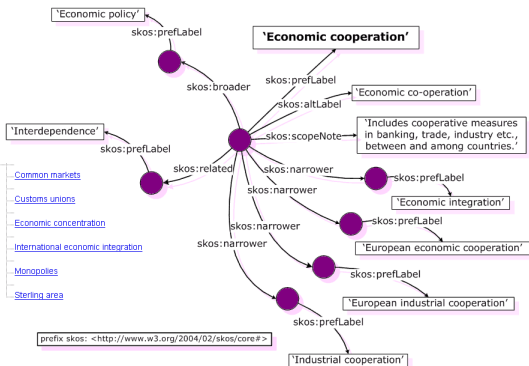 ‘Economic policy’
skos:prefLabel
‘Economic cooperation’
skos:broader
skos:prefLabel
skos:altLabel
‘Economic co-operation’
skos:scopeNote
‘Includes cooperative measures
in banking, trade, industry etc.,
between and among countries.’
‘Interdependence’
skos:prefLabel
skos:related
skos:narrower
skos:prefLabel
‘Economic integration’
skos:narrower
skos:prefLabel
‘European economic cooperation’
skos:narrower
skos:prefLabel
‘European industrial cooperation’
skos:narrower
skos:prefLabel
‘Industrial cooperation’
Common markets
Customs unions
Economic concentration
International economic integration
Monopolies
Sterling area
prefix skos: <http://www.w3.org/2004/02/skos/core#>